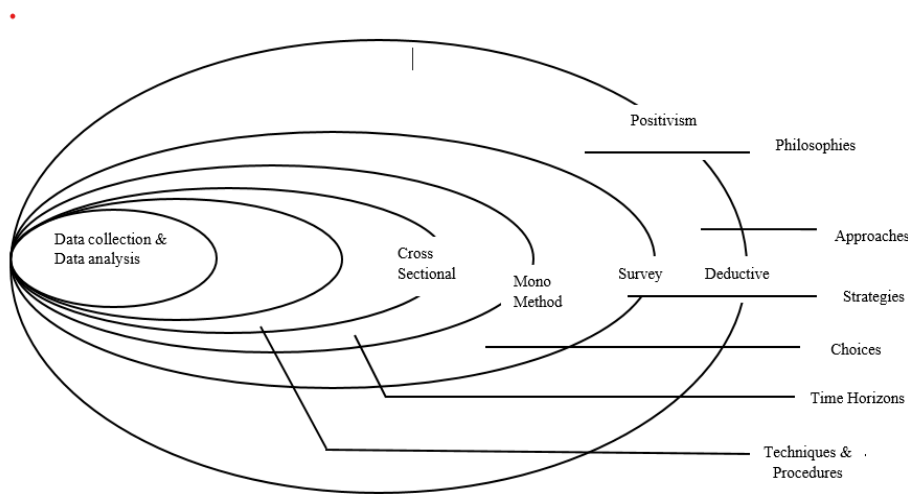 Positivism
Philosophies
Approaches
Data collection &
Data analysis
Cross
Sectional
Mono
Method
Survey
Deductive
Strategies
Choices
Time Horizons
Techniques &
Procedures